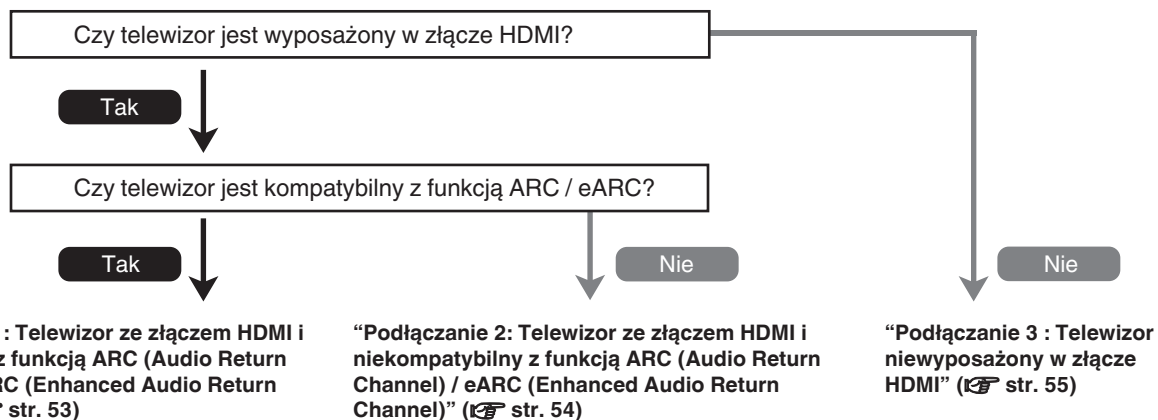 Czy telewizor jest wyposażony w złącze HDMI?
Tak
Czy telewizor jest kompatybilny z funkcją ARC / eARC?
Tak
Nie
Nie
: Telewizor ze złączem HDMI i
z funkcją ARC (Audio Return
RC (Enhanced Audio Return
str. 53)
“Podłączanie 2: Telewizor ze złączem HDMI i
niekompatybilny z funkcją ARC (Audio Return
Channel) / eARC (Enhanced Audio Return
Channel)” (☞ str. 54)
“Podłączanie 3 : Telewizor
niewyposażony w złącze
HDMI” (☞ str. 55)